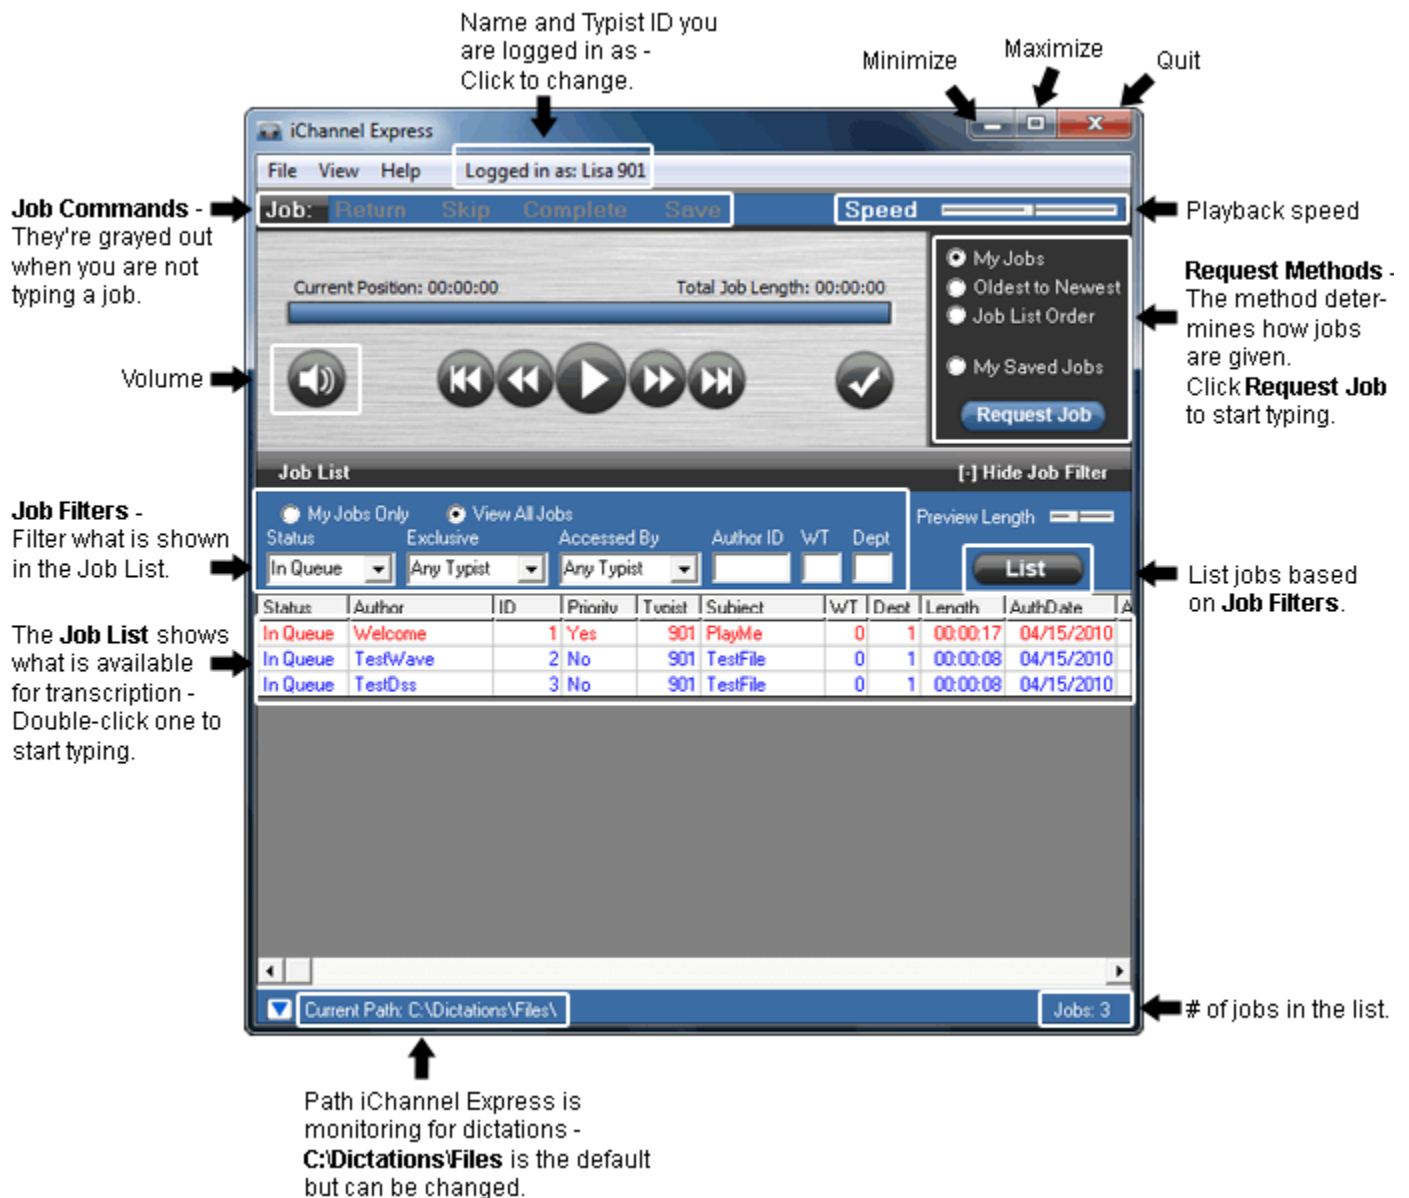 Name and Typist ID you
are logged in as -
Click to change.
Minimize
Maximize
Quit
iChannel Express
File View Help Logged in as: Lisa 901
Job Commands -
They're grayed out
when you are not
typing a job.
Job: Return Skip Complete Save
Speed
Playback speed
Current Position: 00:00:00
Total Job Length: 00:00:00
My Jobs
Oldest to Newest
Job List Order
My Saved Jobs
Request Job
Request Methods -
The method deter-
mines how jobs
are given.
Click Request Job
to start typing.
Volume
Job List
[-] Hide Job Filter
Job Filters -
Filter what is shown
in the Job List.
My Jobs Only View All Jobs
Status Exclusive Accessed By Author ID WT Dept
In Queue Any Typist Any Typist
Preview Length
List
List jobs based
on Job Filters.
Status Author ID Priority Typist Subject WT Dept Length AuthDate A
In Queue Welcome 1 Yes 901 PlayMe 0 1 00:00:17 04/15/2010
In Queue TestWave 2 No 901 TestFile 0 1 00:00:08 04/15/2010
In Queue TestDss 3 No 901 TestFile 0 1 00:00:08 04/15/2010
The Job List shows
what is available
for transcription -
Double-click one to
start typing.
Current Path: C:\Dictations\Files\
Jobs: 3
# of jobs in the list.
Path iChannel Express is
monitoring for dictations -
C:\Dictations\Files is the default
but can be changed.